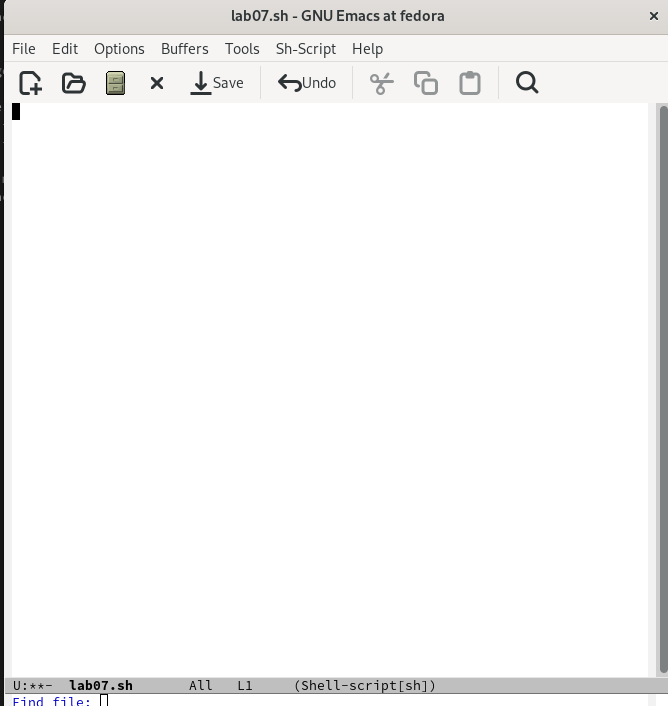 lab07.sh - GNU Emacs at fedora
File Edit Options Buffers Tools Sh-Script Help
Save Undo
U:**- lab07.sh All L1 (Shell-script[sh])
Find file: